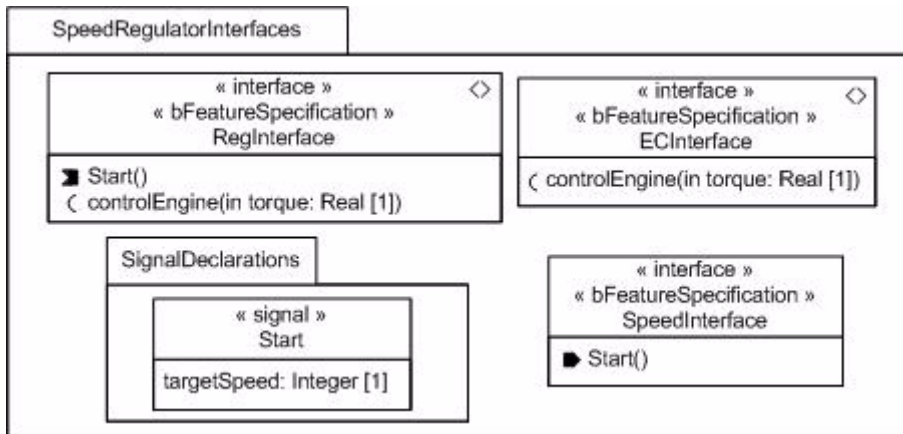 SpeedRegulatorInterfaces
« interface »
« bFeatureSpecification »
RegInterface
Start()
controlEngine(in torque: Real [1])
« interface »
« bFeatureSpecification »
ECInterface
controlEngine(in torque: Real [1])
SignalDeclarations
« signal »
Start
targetSpeed: Integer [1]
« interface »
« bFeatureSpecification »
SpeedInterface
Start()